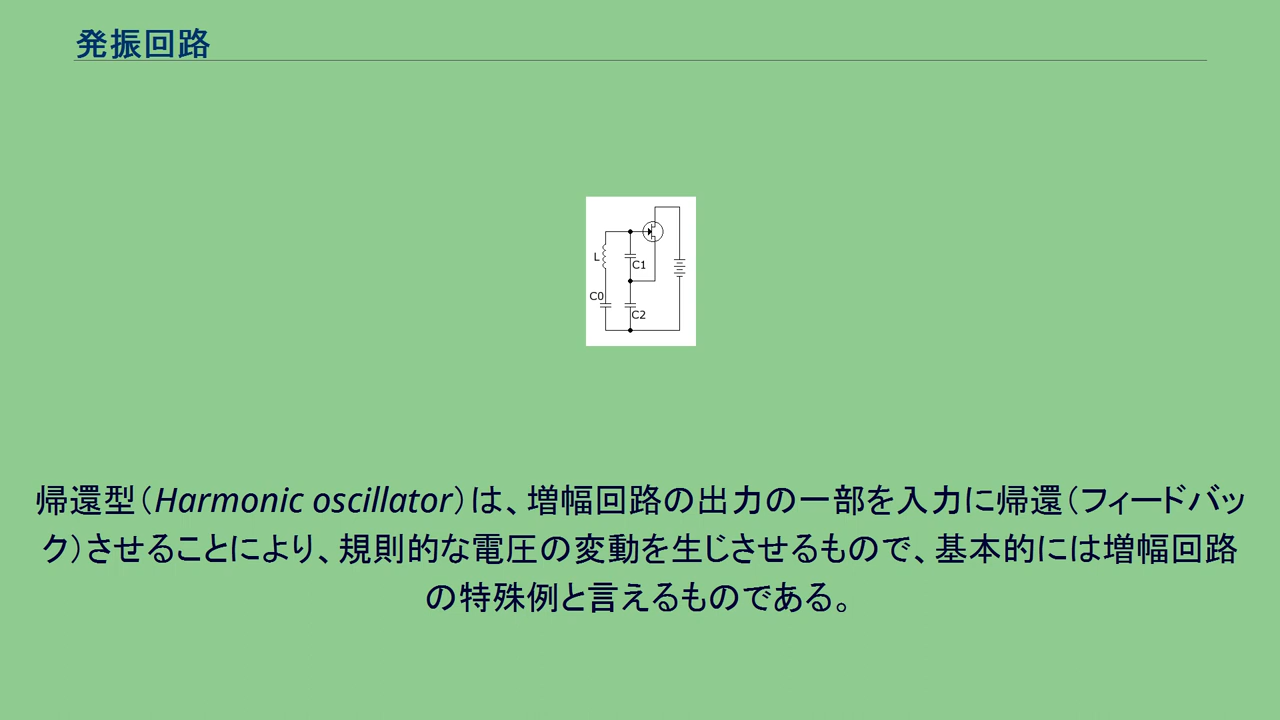 発振回路
L
C1
C0
C2
帰還型（Harmonic oscillator）は、増幅回路の出力の一部を入力に帰還（フィードバッ
ク）させることにより、規則的な電圧の変動を生じさせるもので、基本的には増幅回路
の特殊例と言えるものである。